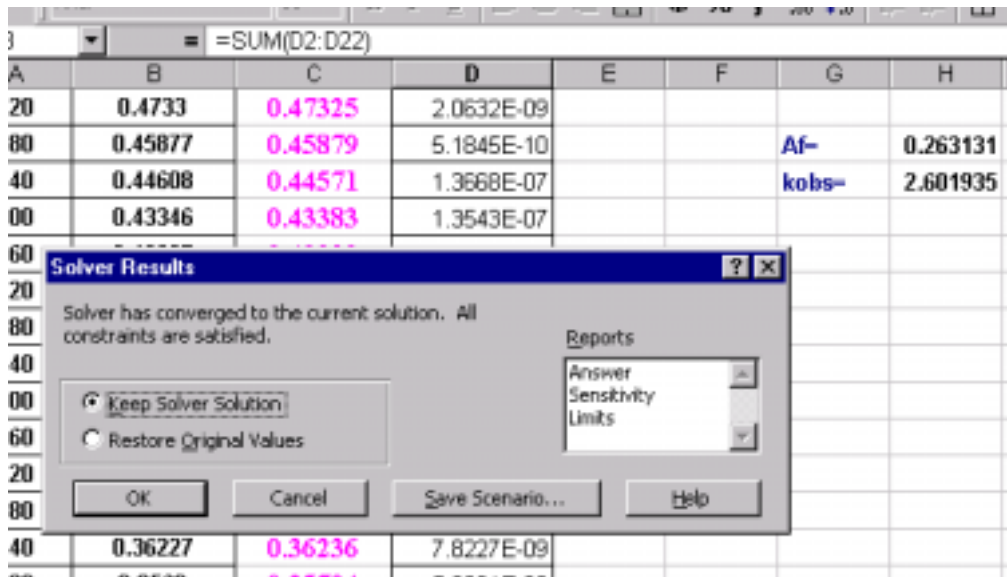 =SUM(D2:D22)
A B C D E F G H
20 0.4733 0.47325 2.0632E-09
80 0.45877 0.45879 5.1845E-10 Af= 0.263131
40 0.44608 0.44571 1.3668E-07 kobs= 2.601935
00 0.43346 0.43383 1.3543E-07
60
Solver Results
20
Solver has converged to the current solution. All
80 constraints are satisfied.
Reports
40 Answer
00 Keep Solver Solution Sensitivity
Limits
60 Restore Original Values
20
OK Cancel Save Scenario... Help
80
40 0.36227 0.36236 7.8227E-09